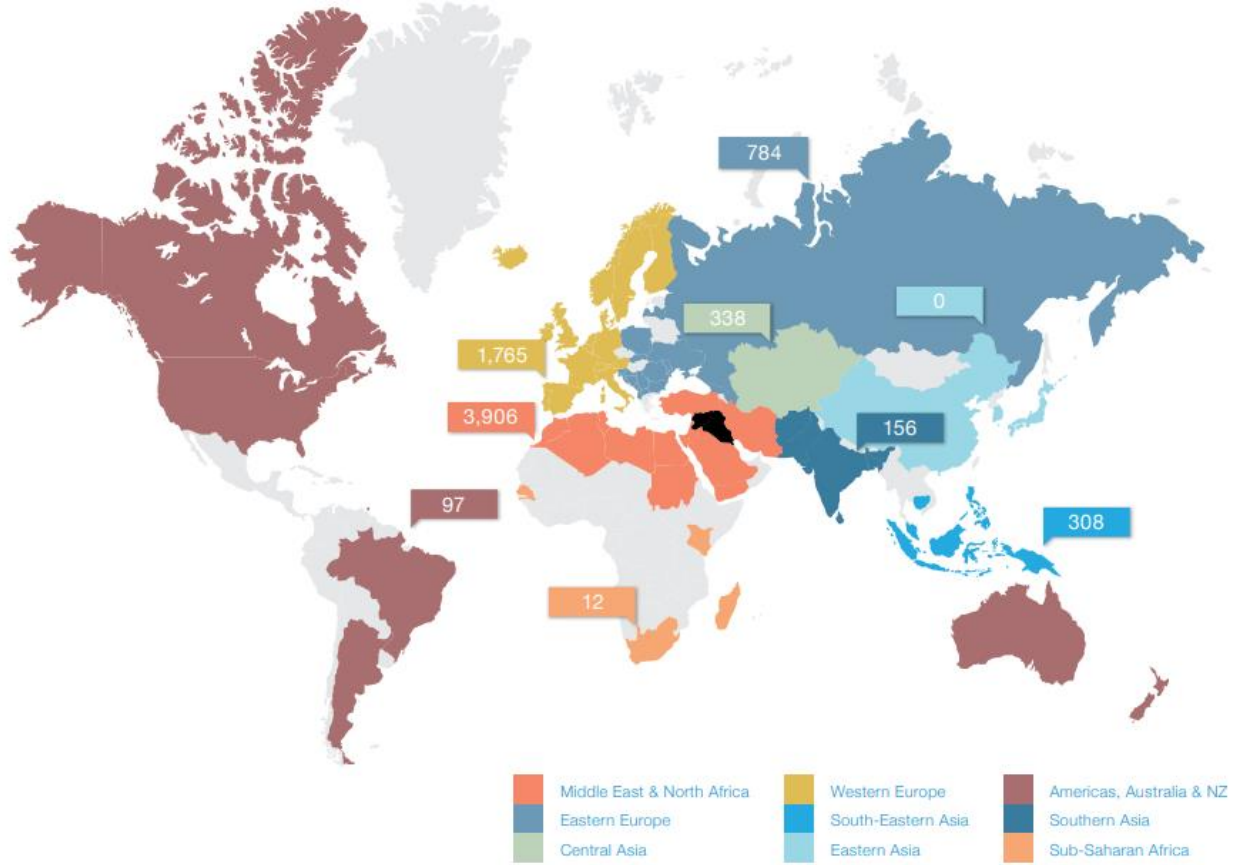 784
0
338
1,765
3,906
156
97
308
12
Middle East & North Africa
Western Europe
Americas, Australia & NZ
Eastern Europe
South-Eastern Asia
Southern Asia
Central Asia
Eastern Asia
Sub-Saharan Africa